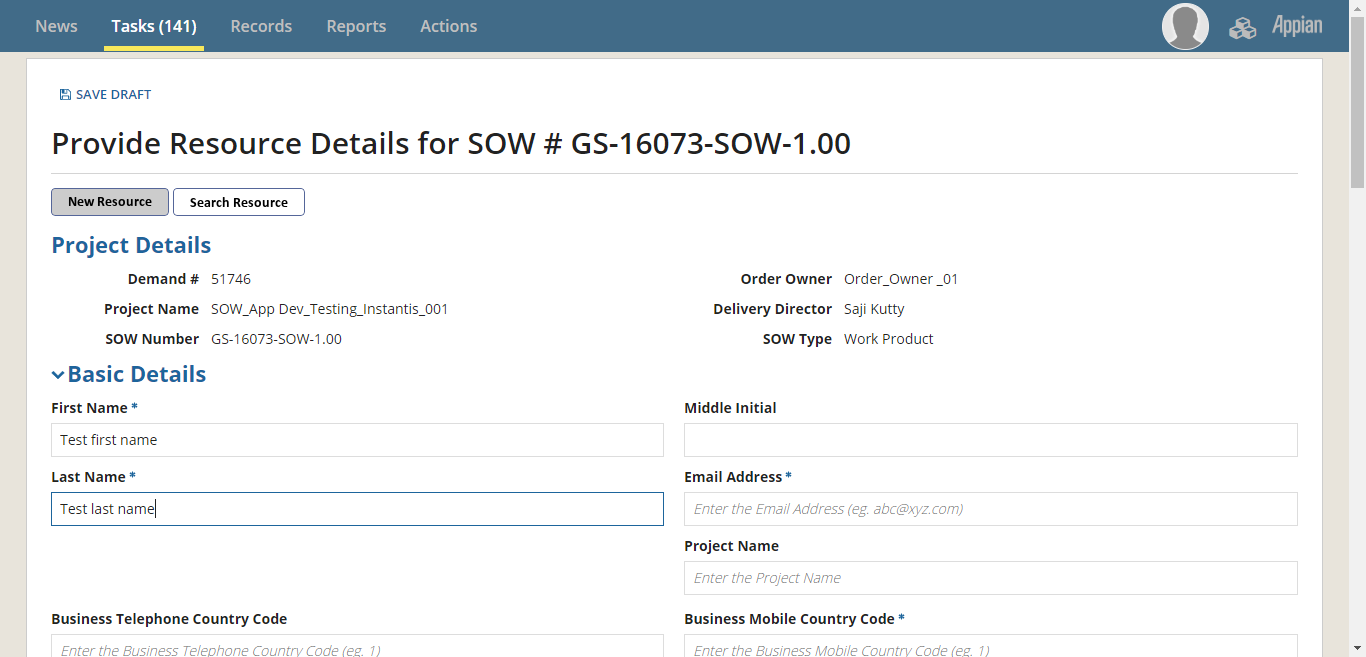 News Tasks (141) Records Reports Actions Appian
SAVE DRAFT
Provide Resource Details for SOW # GS-16073-SOW-1.00
New Resource Search Resource
Project Details
Demand # 51746 Order Owner Order_Owner _01
Project Name SOW_App Dev_Testing_Instantis_001 Delivery Director Saji Kutty
SOW Number GS-16073-SOW-1.00 SOW Type Work Product
Basic Details
First Name * Middle Initial
Test first name
Last Name * Email Address *
Test last name Enter the Email Address (eg. abc@xyz.com)
Project Name
Enter the Project Name
Business Telephone Country Code Business Mobile Country Code *
Enter the Business Telephone Country Code (eg. 1) Enter the Business Mobile Country Code (eg. 1)